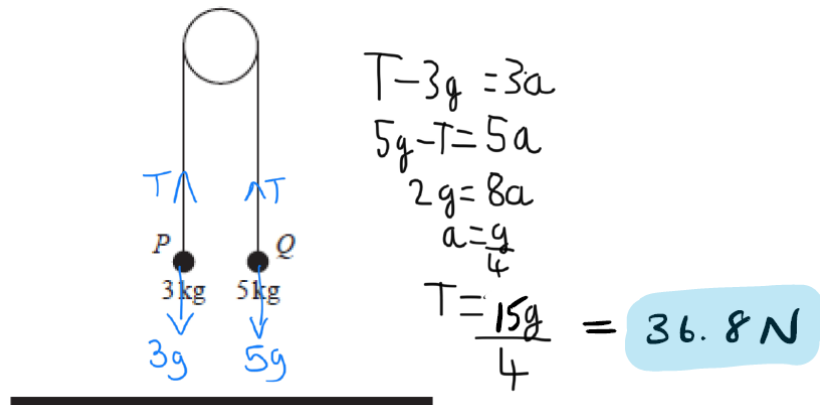 T-3g=3a
5g-T=5a
2g=8a
a=g/4
T=15g/4 = 36.8N
T T
P Q
3kg 5kg
3g 5g